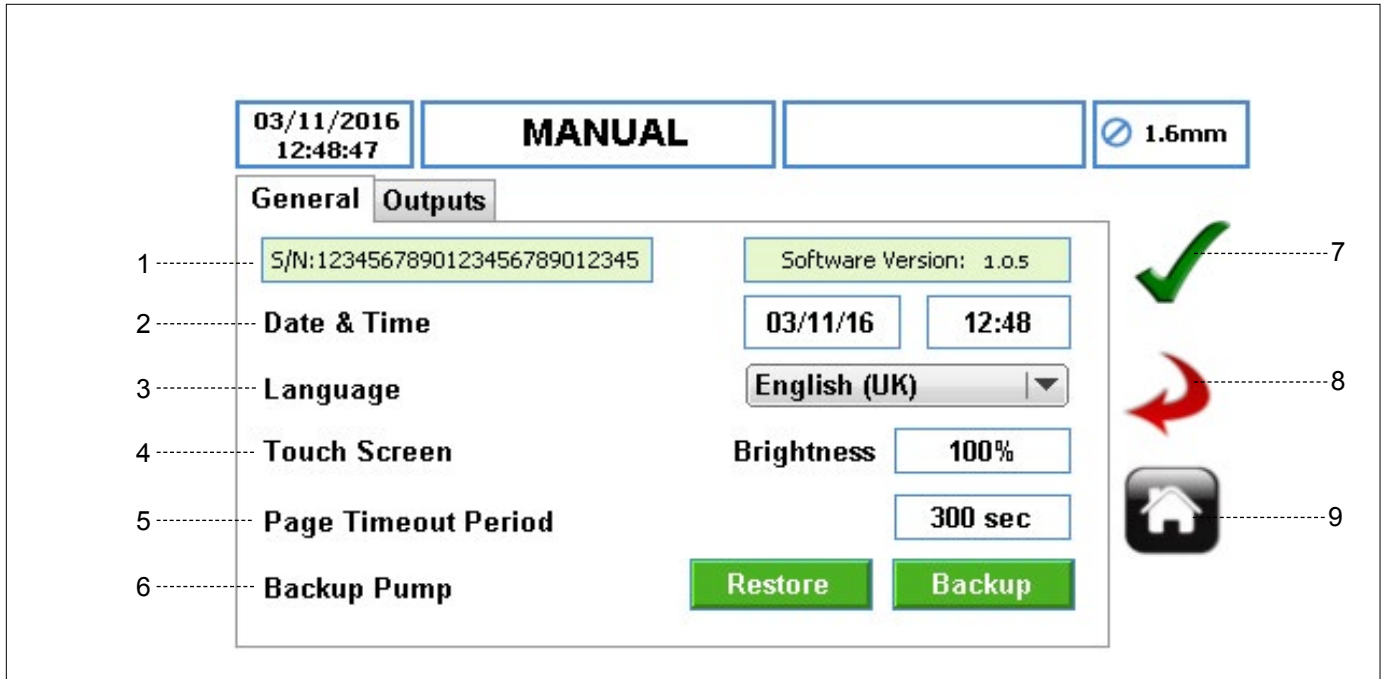 03/11/2016
12:48:47
MANUAL
1.6mm
General
Outputs
1
S/N:1234567890123456789012345
Software Version: 1.0.5
7
2
Date & Time
03/11/16
12:48
3
Language
English (UK)
8
4
Touch Screen
Brightness
100%
5
Page Timeout Period
300 sec
9
6
Backup Pump
Restore
Backup